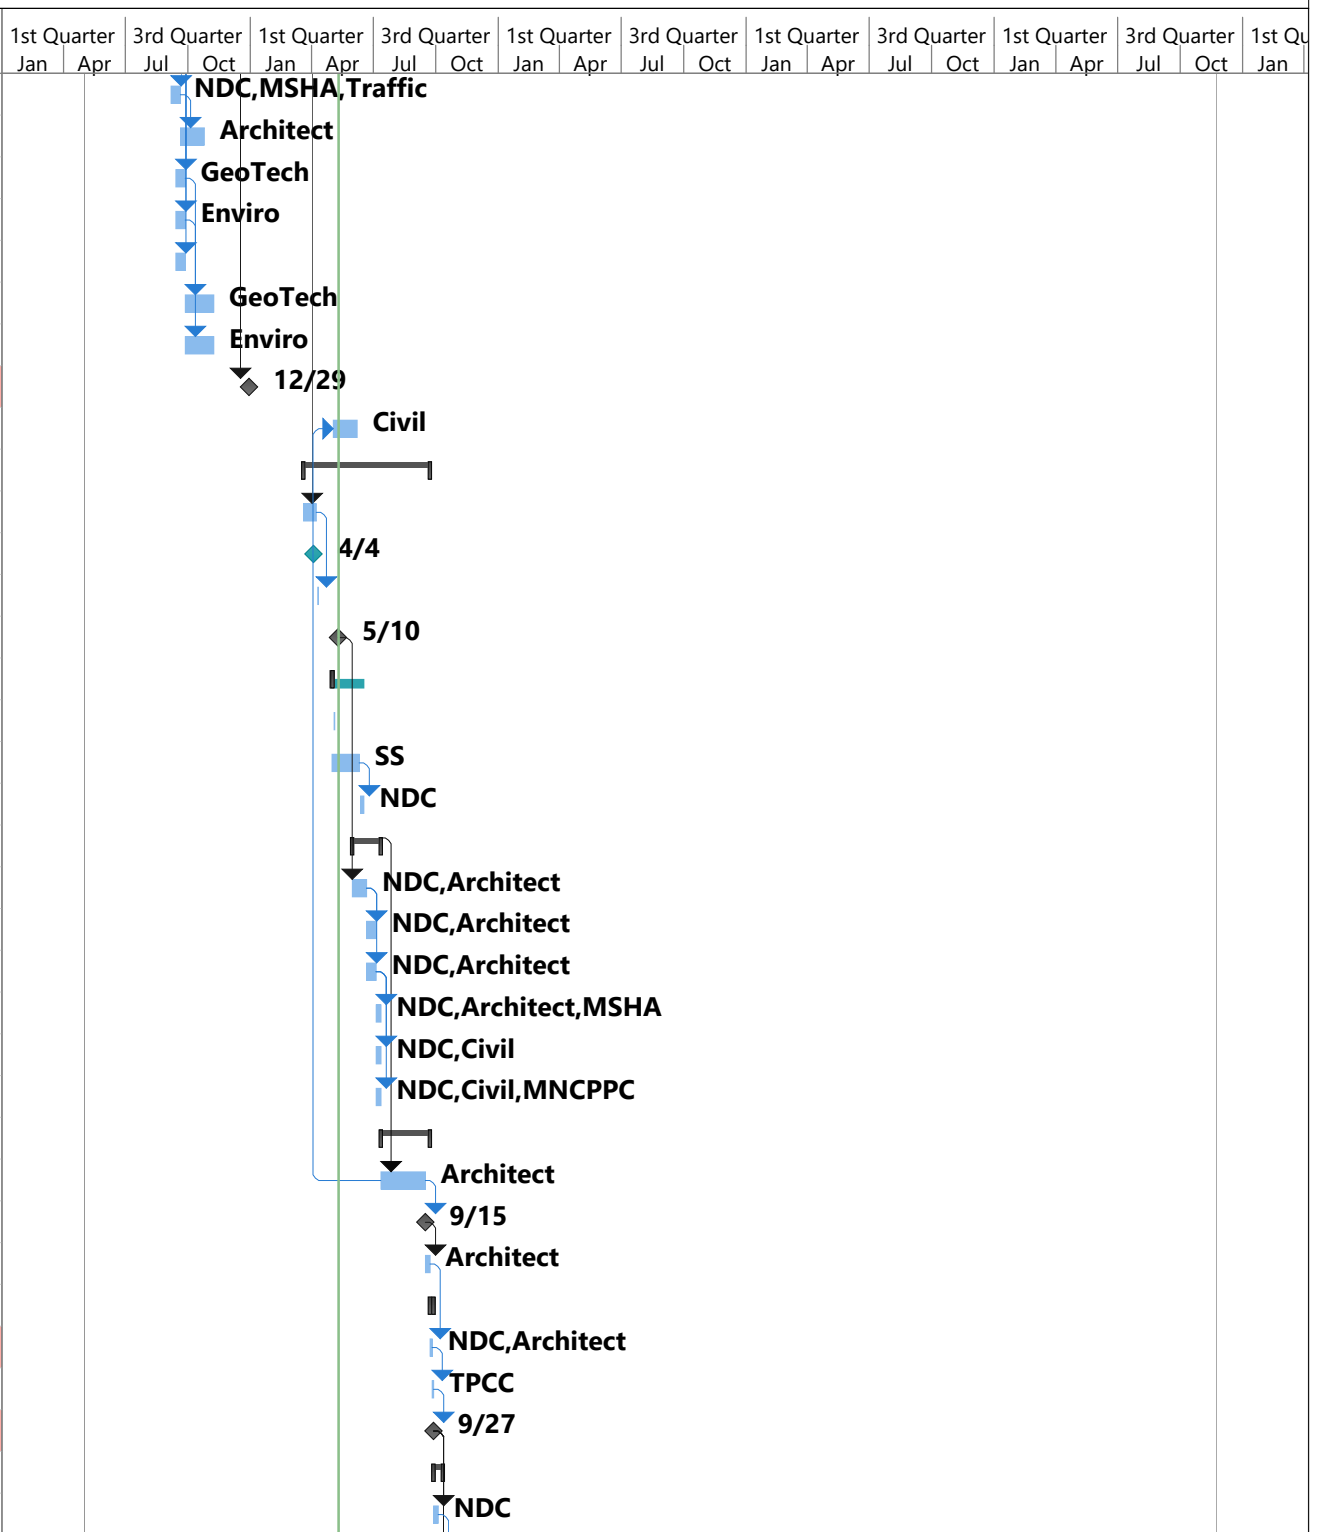 1st Quarter 3rd Quarter 1st Quarter 3rd Quarter 1st Quarter 3rd Quarter 1st Quarter 3rd Quarter 1st Quarter 3rd Quarter 1st Qu
Jan Apr Jul Oct Jan Apr Jul Oct Jan Apr Jul Oct Jan Apr Jul Oct Jan Apr Jul Oct Jan
NDC,MSHA,Traffic
Architect
GeoTech
Enviro
GeoTech
Enviro
12/29
Civil
4/4
5/10
SS
NDC
NDC,Architect
NDC,Architect
NDC,Architect
NDC,Architect,MSHA
NDC,Civil
NDC,Civil,MNCPPC
Architect
9/15
Architect
NDC,Architect
TPCC
9/27
NDC